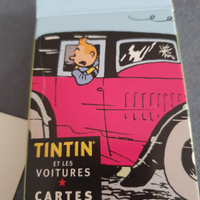 TINTIN
ET LES
VOITURES
CARTES